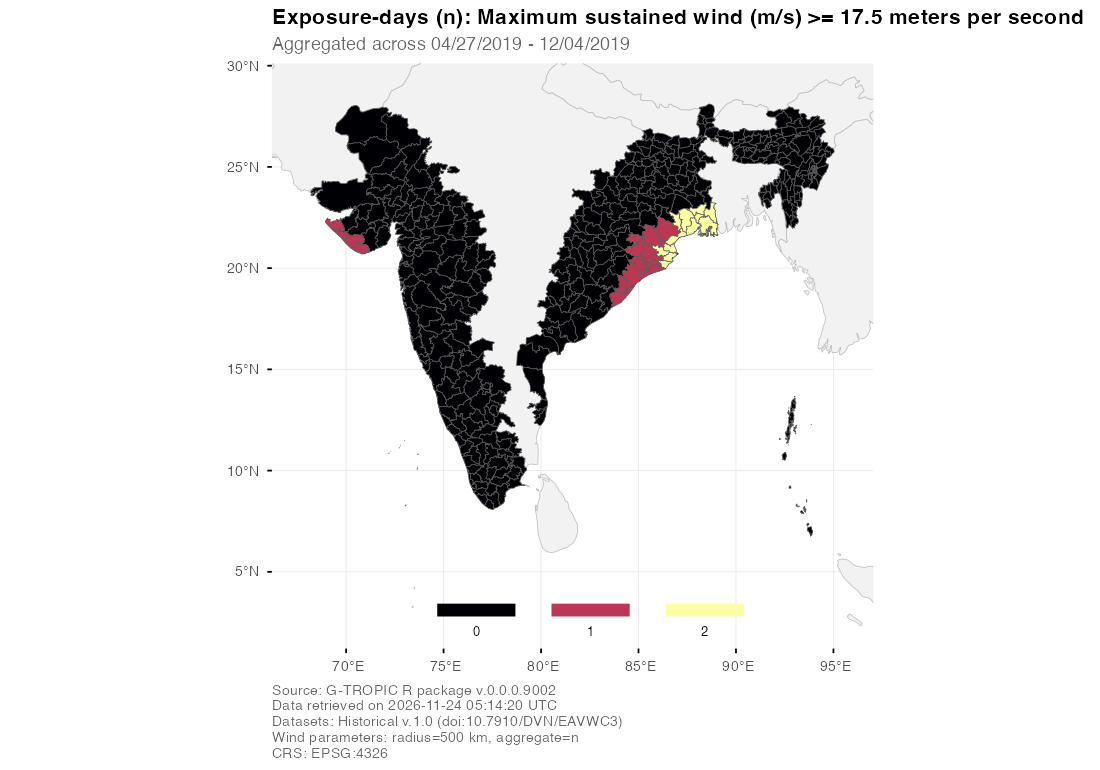 Exposure-days (n): Maximum sustained wind (m/s) >= 17.5 meters per second
Aggregated across 04/27/2019 - 12/04/2019
30°N
25°N
20°N
15°N
10°N
5°N
0 1 2
70°E 75°E 80°E 85°E 90°E 95°E
Source: G-TROPIC R package v.0.0.0.9002
Data retrieved on 2026-11-24 05:14:20 UTC
Datasets: Historical v.1.0 (doi:10.7910/DVN/EAVWC3)
Wind parameters: radius=500 km, aggregate=n
CRS: EPSG:4326